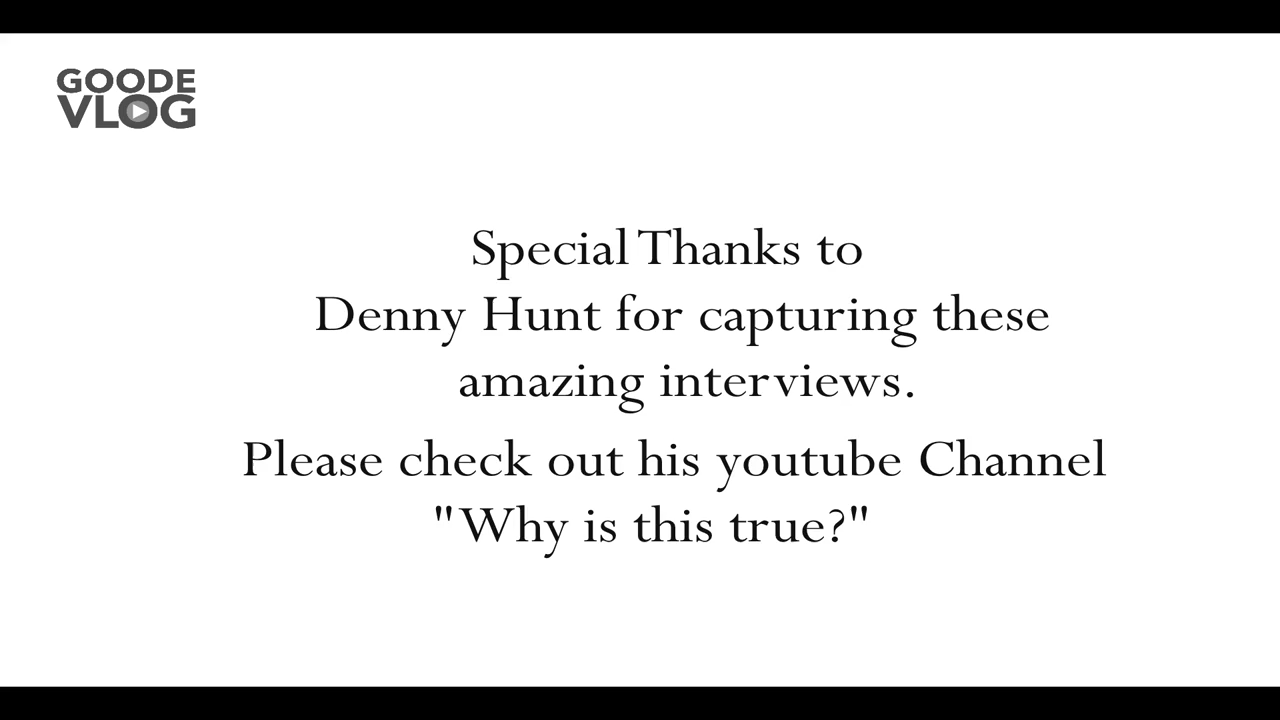 GOODE
VLOG
Special Thanks to
Denny Hunt for capturing these
amazing interviews.
Please check out his youtube Channel
"Why is this true?"